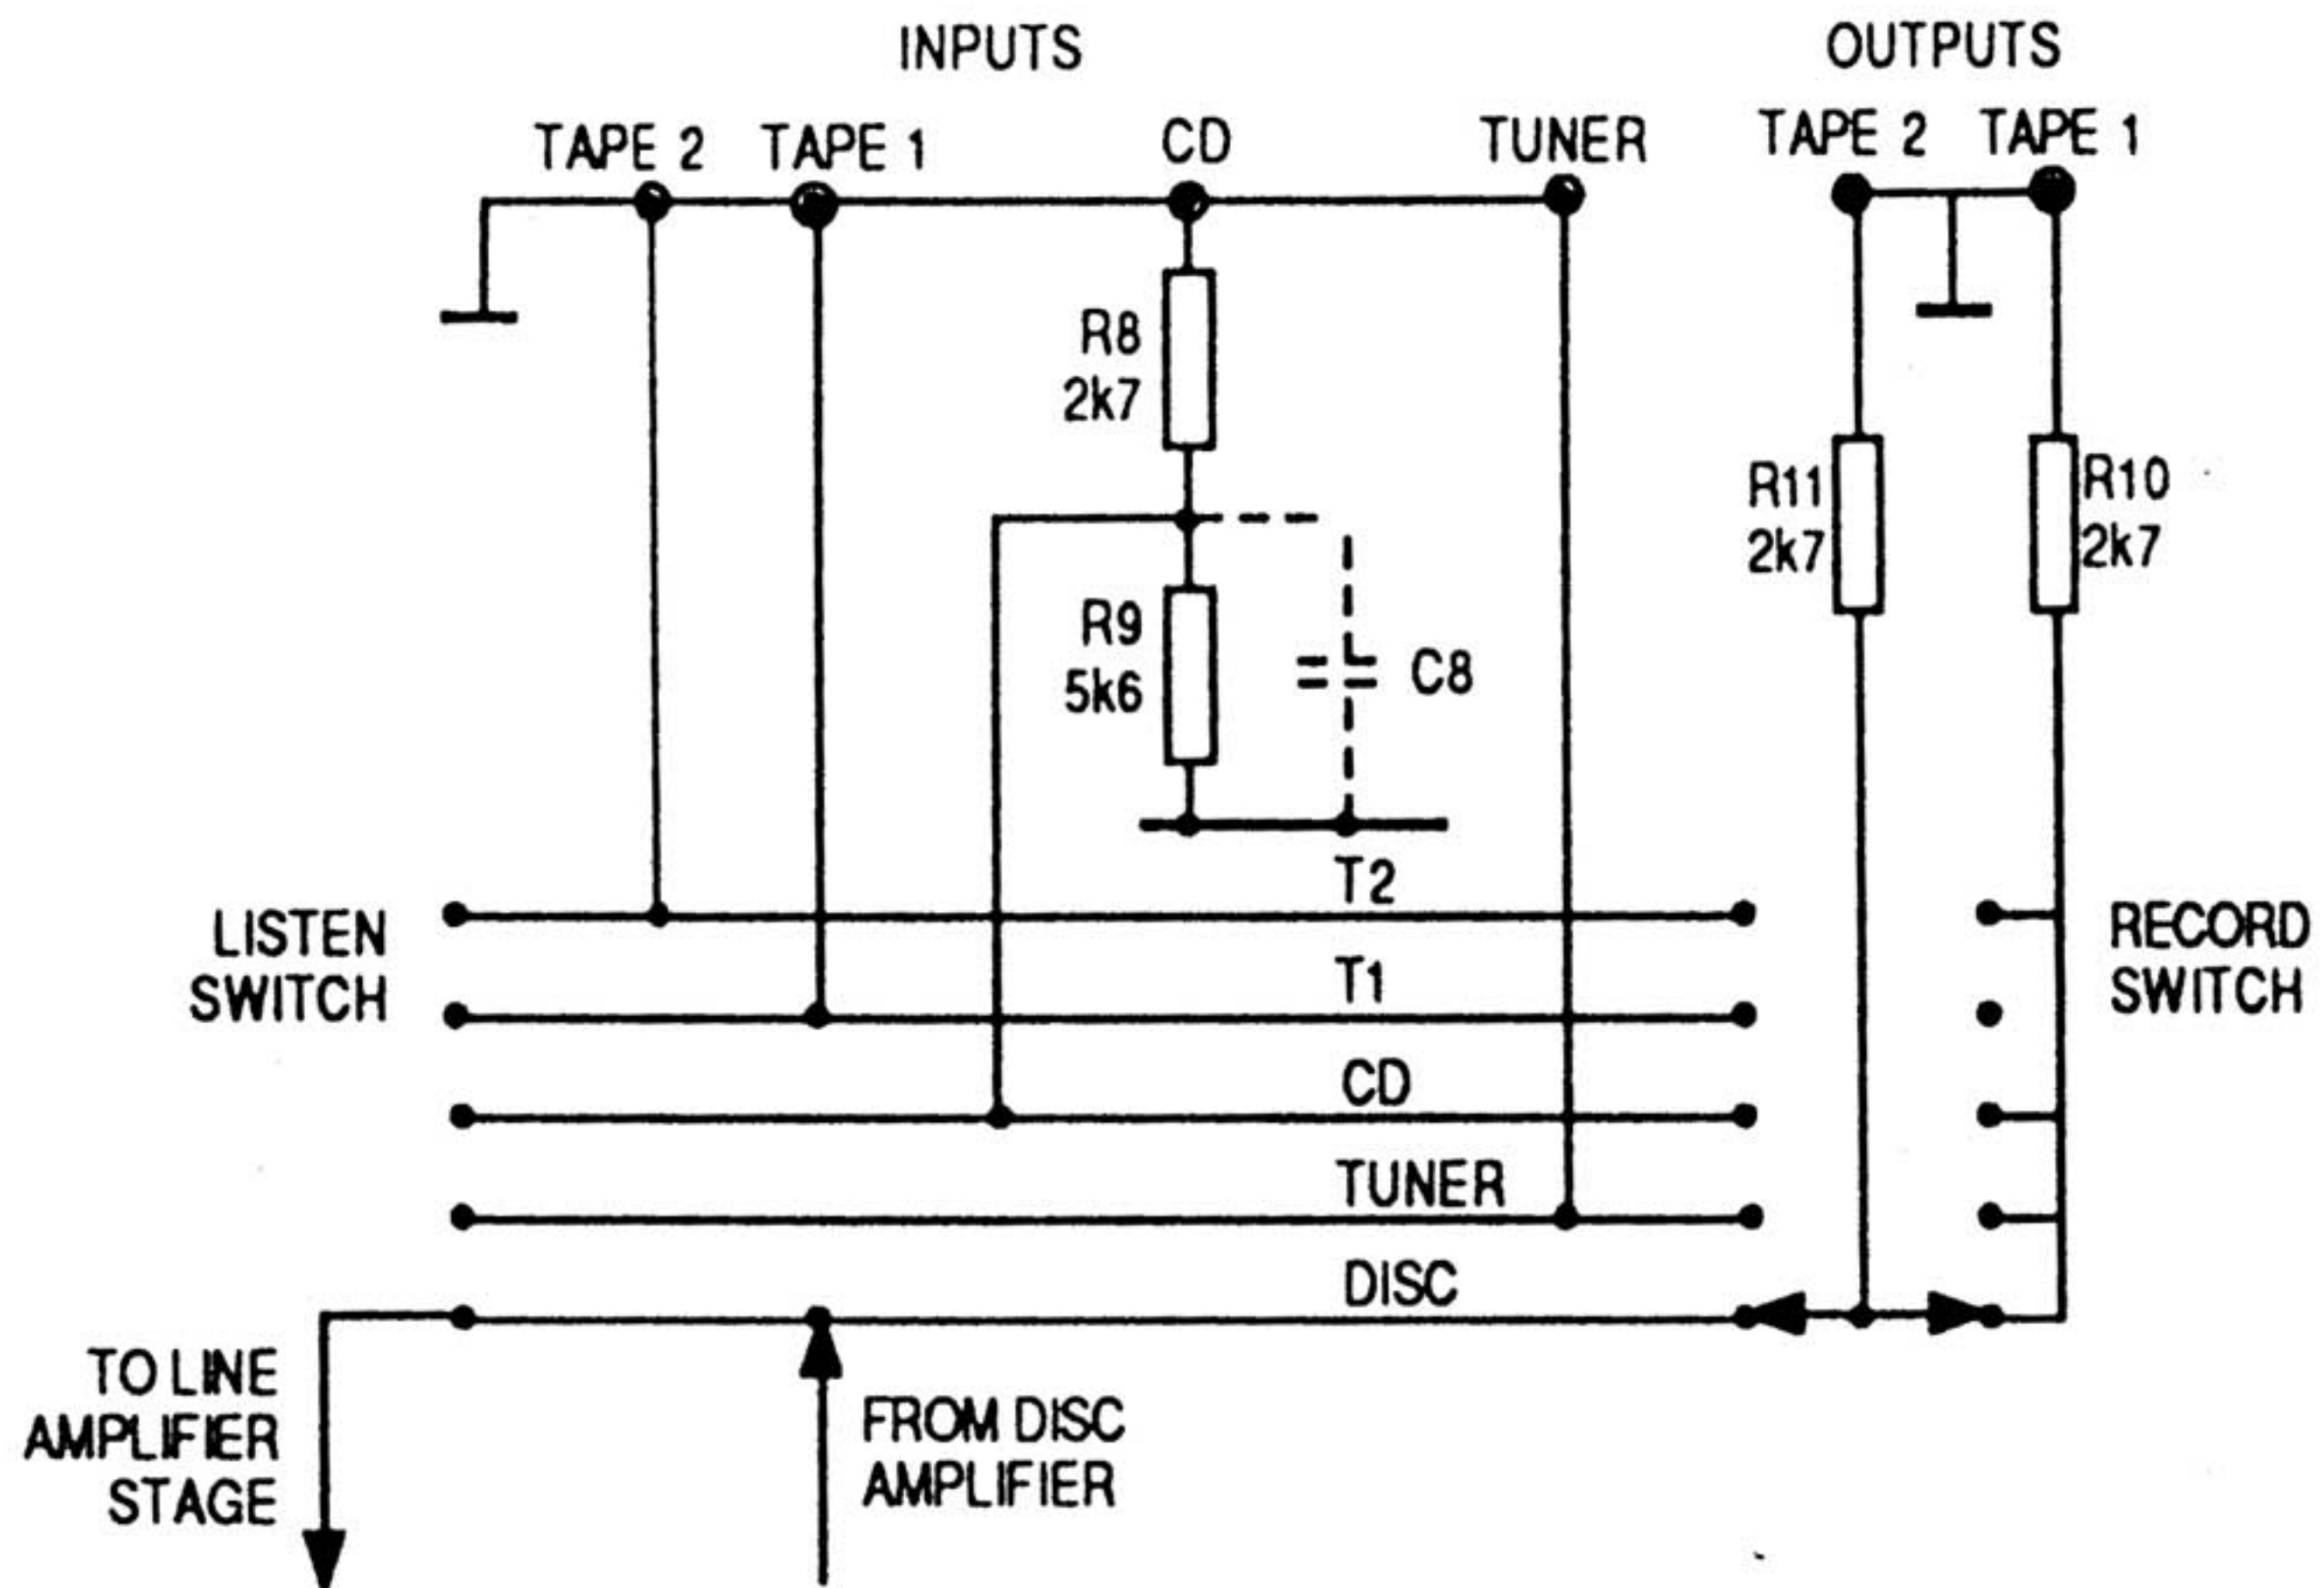 INPUTS
OUTPUTS
TAPE 2
TAPE 1
CD
TUNER
TAPE 2
TAPE 1
R8
2k7
R11
2k7
R10
2k7
R9
5k6
C8
T2
LISTEN
SWITCH
RECORD
SWITCH
T1
CD
TUNER
DISC
TO LINE
AMPLIFIER
STAGE
FROM DISC
AMPLIFIER